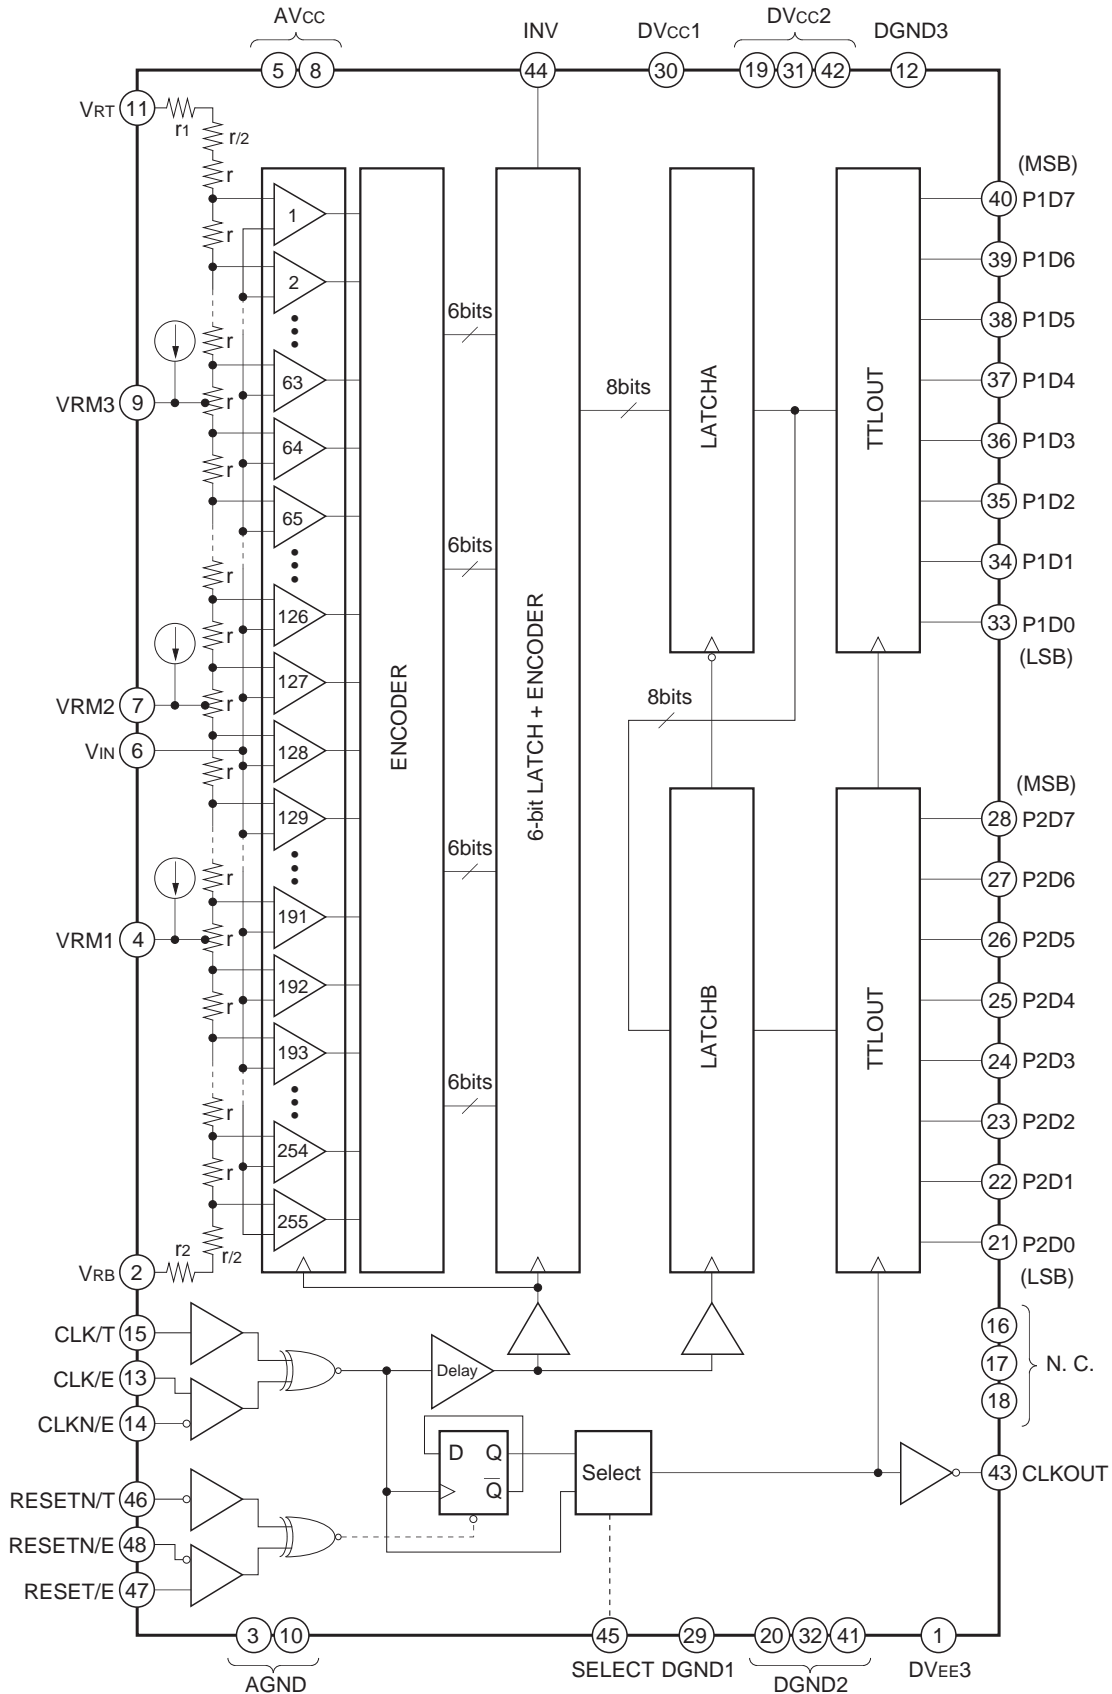 AVCC
INV
DVCC1
DVCC2
DGND3
5
8
44
30
19
31
42
12
VRT
11
r1
r/2
r
(MSB)
40
P1D7
1
r
39
P1D6
2
6bits
38
P1D5
r
63
VRM3
9
r
8bits
LATCHA
TTLOUT
37
P1D4
64
r
36
P1D3
65
35
P1D2
6bits
r
34
P1D1
126
r
6-bit LATCH + ENCODER
33
P1D0
(LSB)
127
VRM2
7
r
8bits
ENCODER
VIN
6
128
r
(MSB)
129
28
P2D7
6bits
r
27
P2D6
191
VRM1
4
r
26
P2D5
192
r
LATCHB
TTLOUT
25
P2D4
193
24
P2D3
6bits
r
23
P2D2
254
r
22
P2D1
255
r/2
21
P2D0
(LSB)
VRB
2
r2
CLK/T
15
16
CLK/E
13
Delay
17
N. C.
CLKN/E
14
18
D
Q
Q
Select
43
CLKOUT
RESETN/T
46
RESETN/E
48
RESET/E
47
3
10
45
29
20
32
41
1
AGND
SELECT
DGND1
DGND2
DVEE3